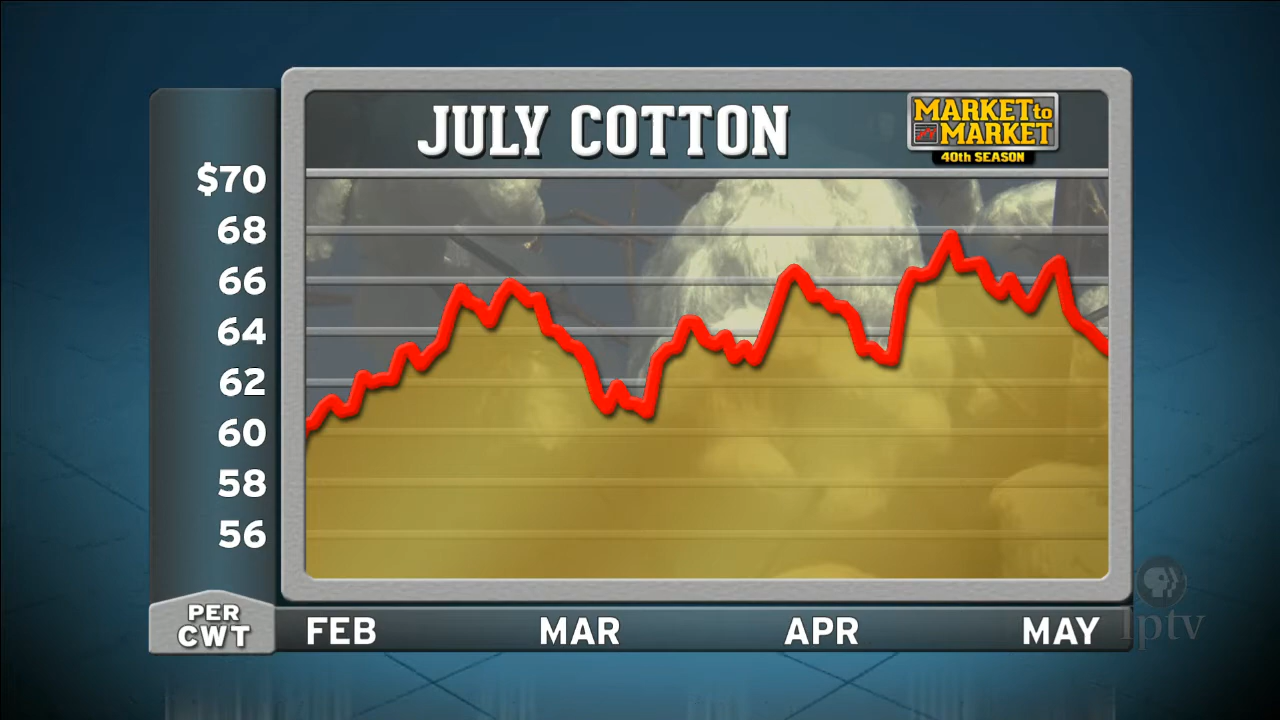 JULY COTTON
MARKET to
MARKET
40th SEASON
$70
68
66
64
62
60
58
56
PER
CWT
FEB MAR APR MAY
Iptv